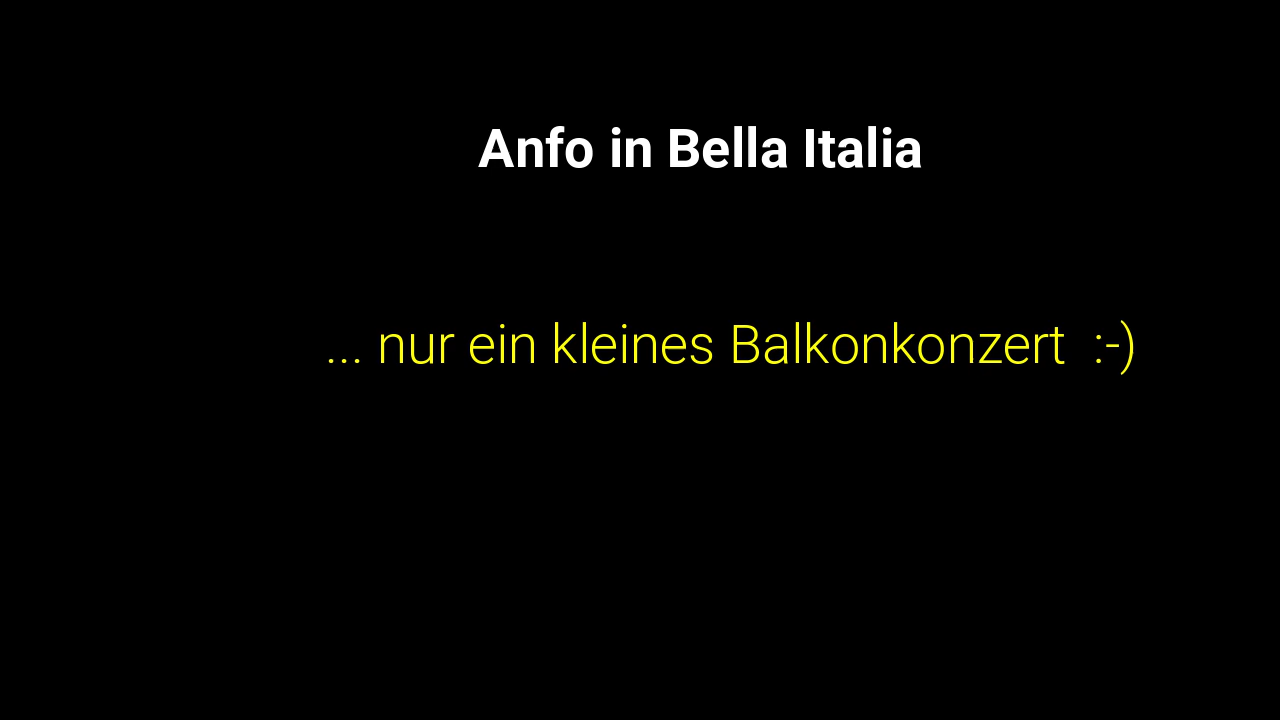 Anfo in Bella Italia
... nur ein kleines Balkonkonzert :-)